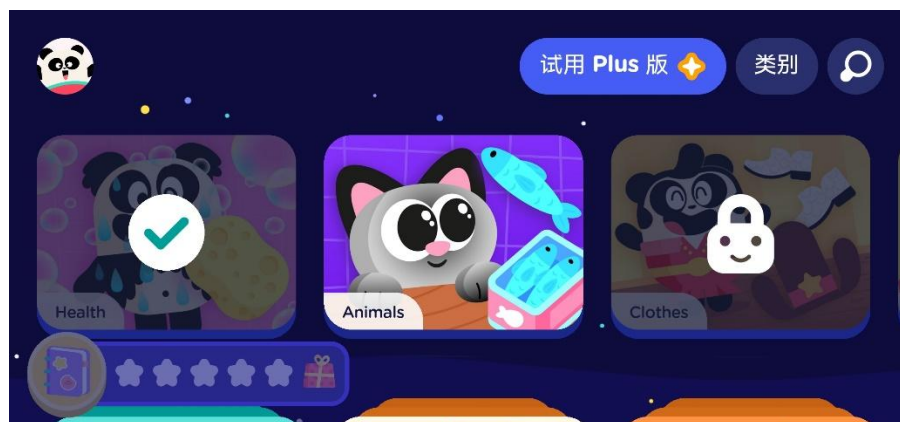 试用 Plus 版
类别
Health
Animals
Clothes